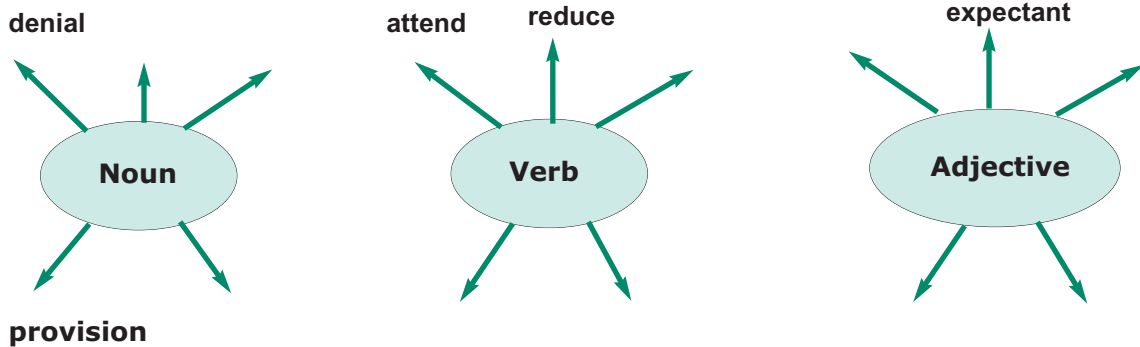 denial
attend
reduce
expectant
Noun
Verb
Adjective
provision